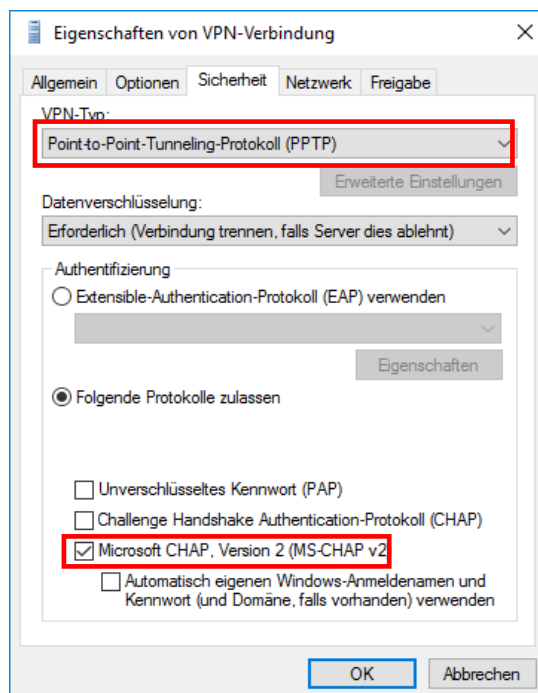 Eigenschaften von VPN-Verbindung
Allgemein Optionen Sicherheit Netzwerk Freigabe
VPN-Typ:
Point-to-Point-Tunneling-Protokoll (PPTP)
Erweiterte Einstellungen
Datenverschlüsselung:
Erforderlich (Verbindung trennen, falls Server dies ablehnt)
Authentifizierung
Extensible-Authentication-Protokoll (EAP) verwenden
Eigenschaften
Folgende Protokolle zulassen
Unverschlüsseltes Kennwort (PAP)
Challenge Handshake Authentication-Protokoll (CHAP)
Microsoft CHAP, Version 2 (MS-CHAP v2
Automatisch eigenen Windows-Anmeldenamen und
Kennwort (und Domäne, falls vorhanden) verwenden
OK Abbrechen